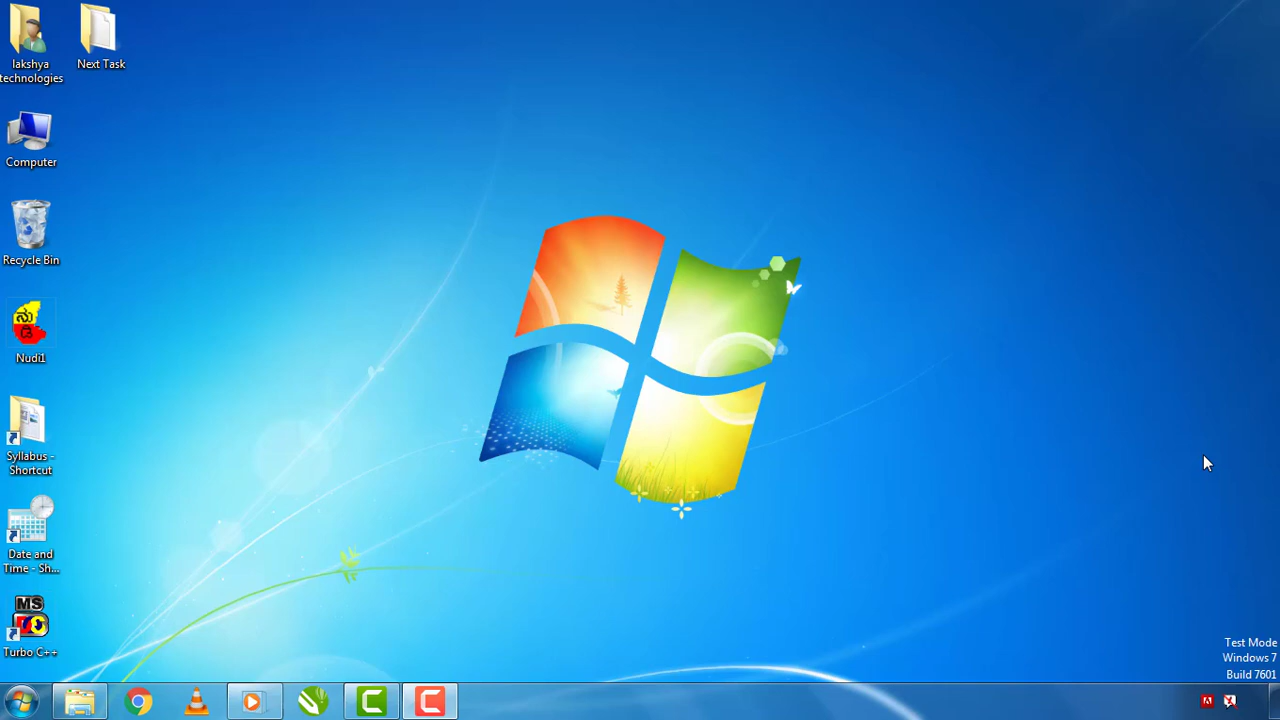 lakshya
technologies
Next Task
Computer
Recycle Bin
ನು
ಡಿ
Nudi1
Syllabus -
Shortcut
Date and
Time - Sh...
MS
Turbo C++
Test Mode
Windows 7
Build 7601